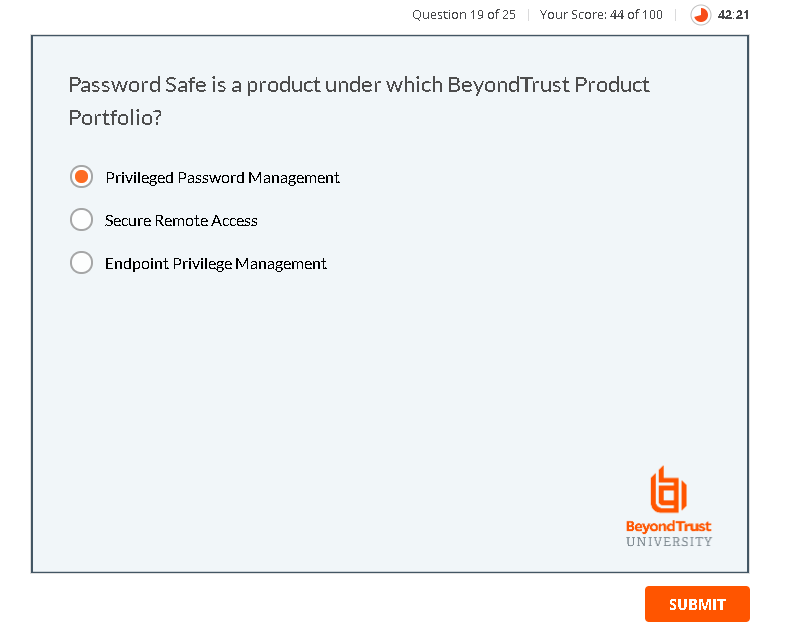 Question 19 of 25 | Your Score: 44 of 100 | 42:21
Password Safe is a product under which BeyondTrust Product
Portfolio?
Privileged Password Management
Secure Remote Access
Endpoint Privilege Management
BeyondTrust
UNIVERSITY
SUBMIT